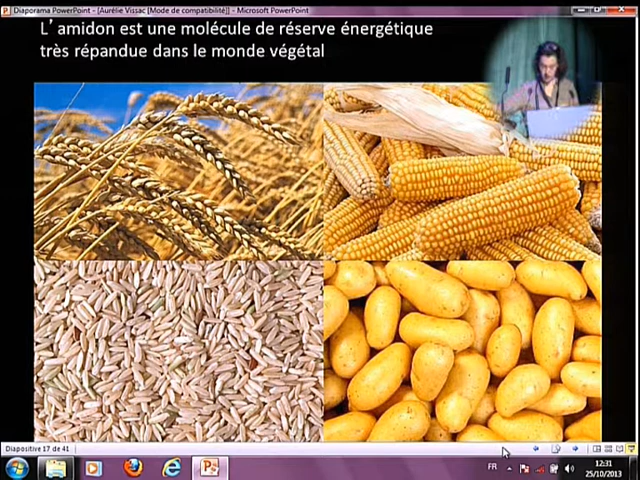 Diaporama PowerPoint - [Aurélie Vissac [Mode de compatibilité]] - Microsoft PowerPoint
L'amidon est une molécule de réserve énergétique
très répandue dans le monde végétal
Diapositive 17 de 41
FR
12:31
25/10/2013